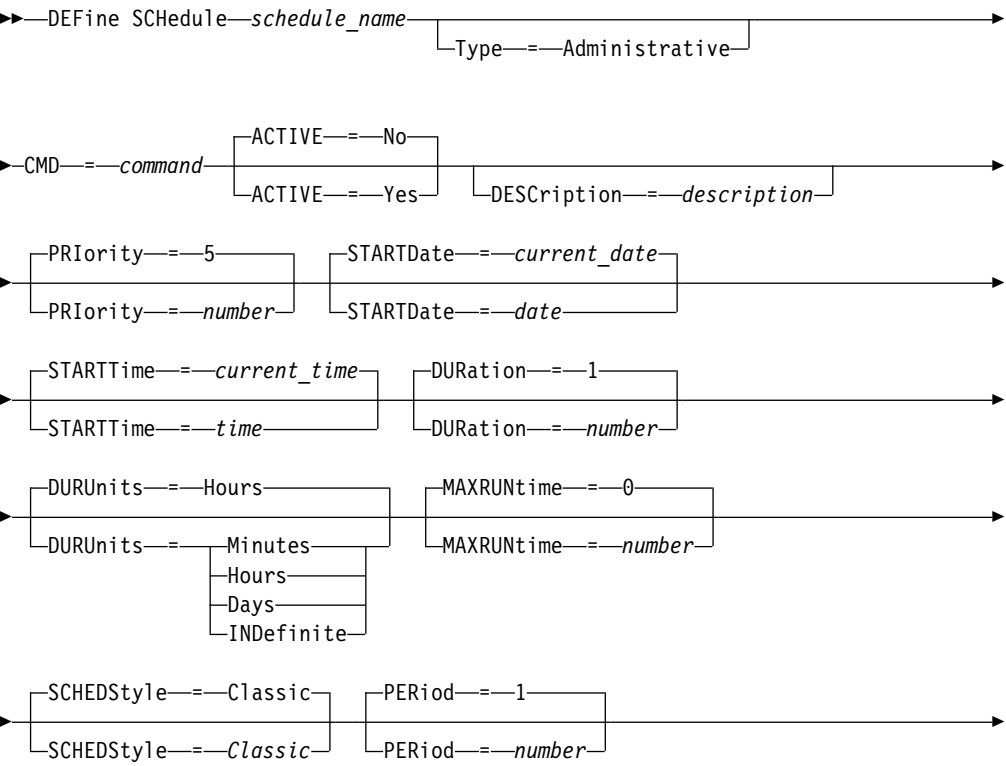 DEFine SCHedule schedule_name
Type = Administrative
CMD = command
ACTIVE = No
ACTIVE = Yes
DESCription = description
PRIority = 5
PRIority = number
STARTDate = current_date
STARTDate = date
STARTTime = current_time
STARTTime = time
DURation = 1
DURation = number
DURUnits = Hours
DURUnits = Minutes
Hours
Days
INDefinite
MAXRUNtime = 0
MAXRUNtime = number
SCHEDStyle = Classic
SCHEDStyle = Classic
PERiod = 1
PERiod = number